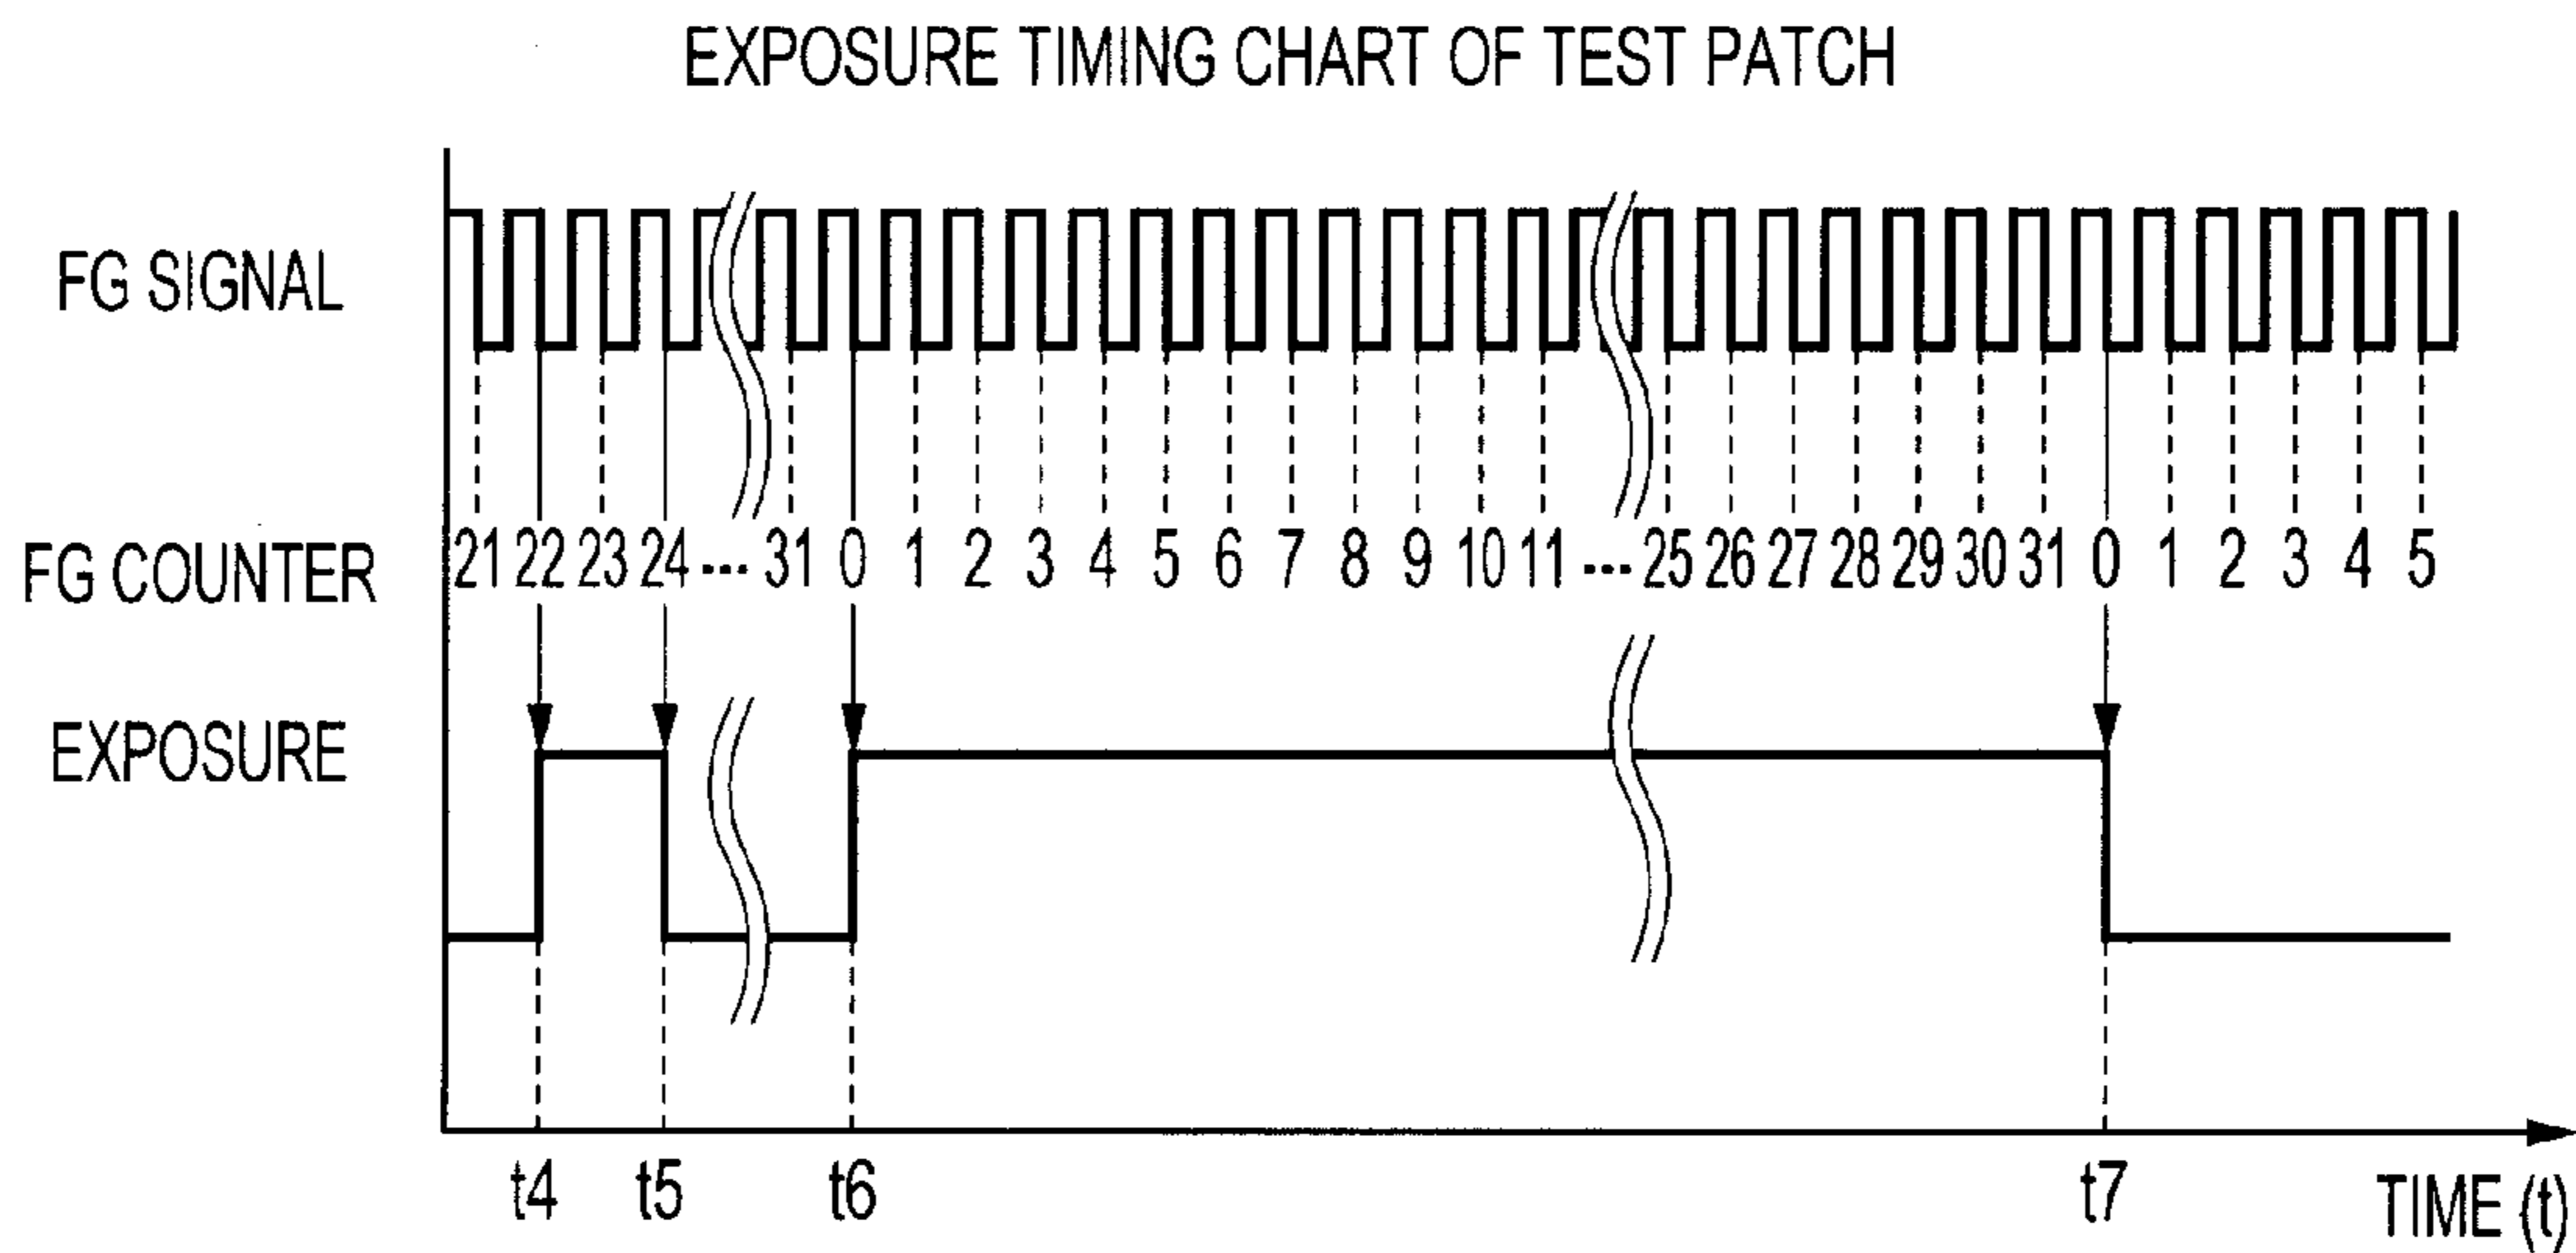 EXPOSURE TIMING CHART OF TEST PATCH
FG SIGNAL
FG COUNTER 21 22 23 24 ... 31 0 1 2 3 4 5 6 7 8 9 10 11 ... 25 26 27 28 29 30 31 0 1 2 3 4 5
EXPOSURE
t4 t5 t6 t7 TIME (t)